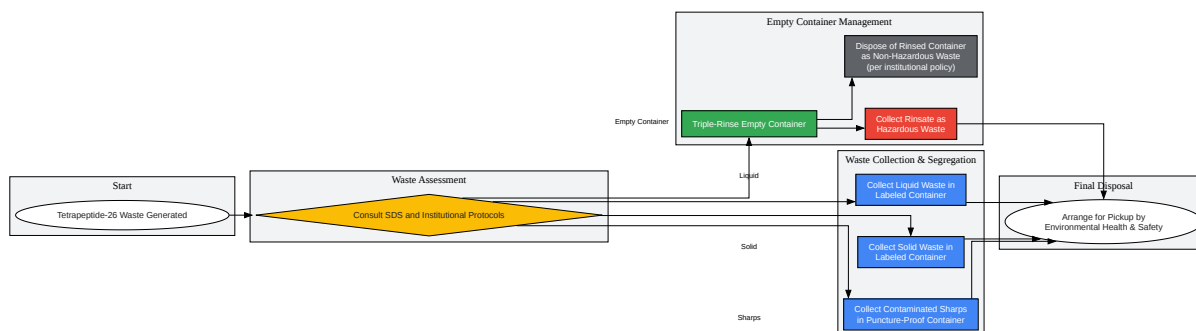 Empty Container Management
Dispose of Rinsed Container
as Non-Hazardous Waste
(per institutional policy)
Empty Container
Triple-Rinse Empty Container
Collect Rinsate as
Hazardous Waste
Waste Collection & Segregation
Start
Waste Assessment
Liquid
Final Disposal
Tetrapeptide-26 Waste Generated
Consult SDS and Institutional Protocols
Collect Liquid Waste in
Labeled Container
Arrange for Pickup by
Environmental Health & Safety
Solid
Collect Solid Waste in
Labeled Container
Collect Contaminated Sharps
in Puncture-Proof Container
Sharps